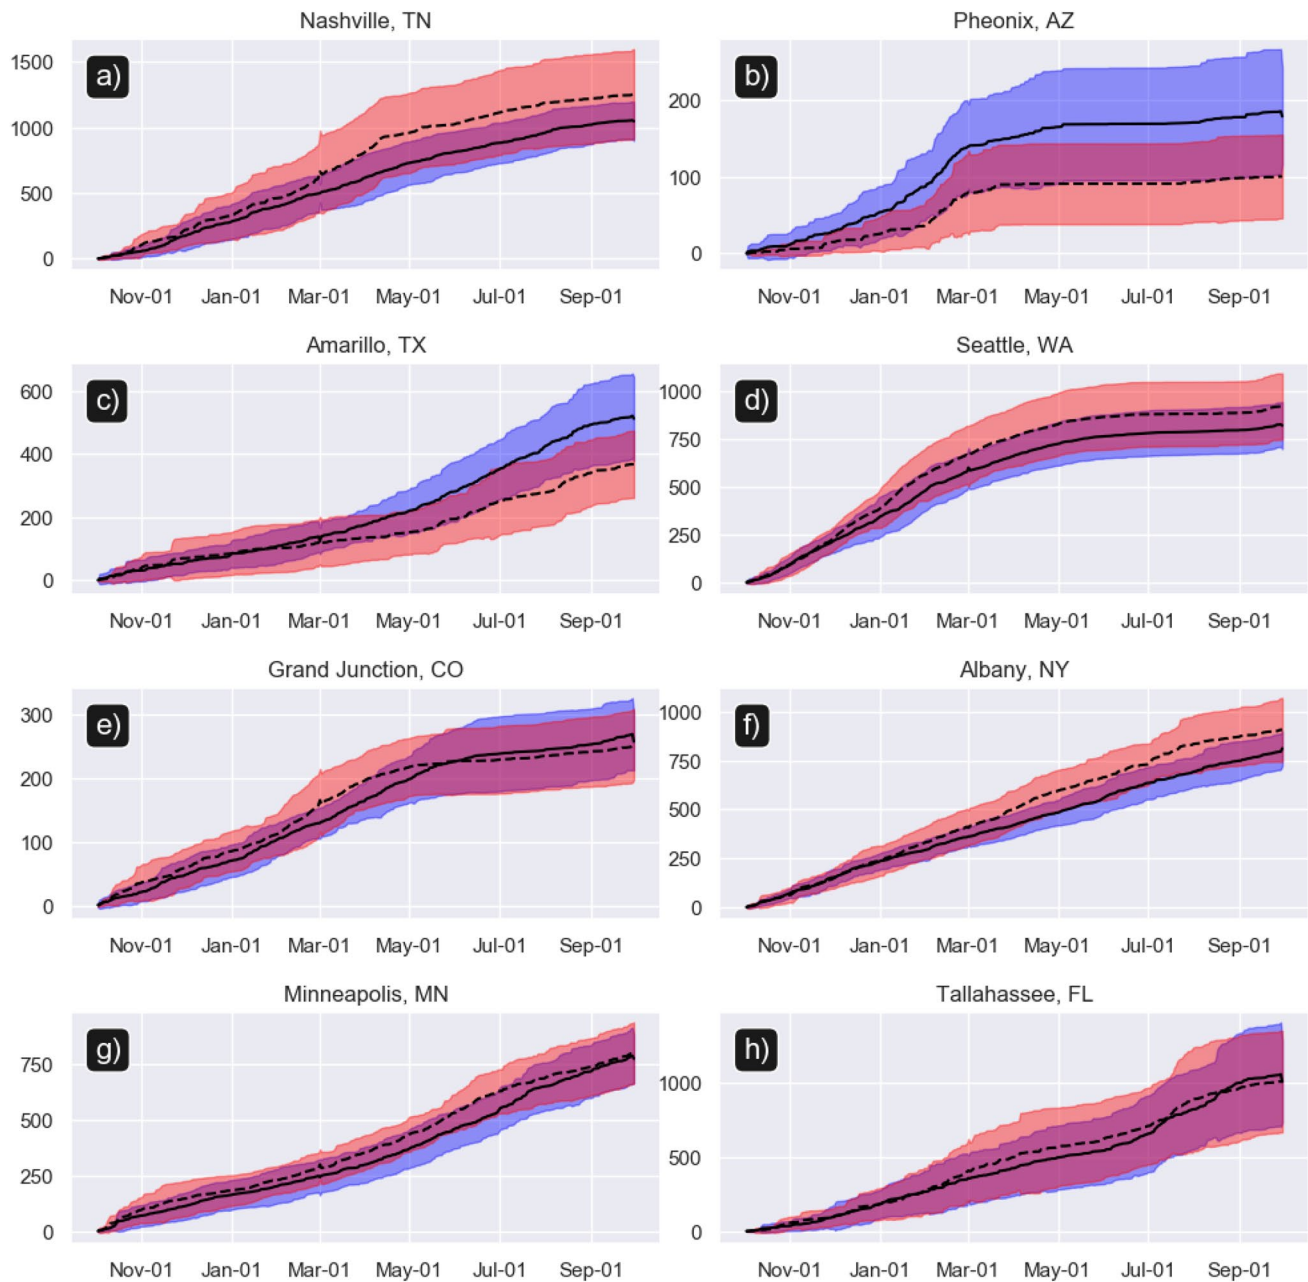 Nashville, TN
a)
1500
1000
500
0
Nov-01 Jan-01 Mar-01 May-01 Jul-01 Sep-01
Pheonix, AZ
b)
200
100
0
Nov-01 Jan-01 Mar-01 May-01 Jul-01 Sep-01
Amarillo, TX
c)
600
400
200
0
Nov-01 Jan-01 Mar-01 May-01 Jul-01 Sep-01
Seattle, WA
d)
1000
750
500
250
0
Nov-01 Jan-01 Mar-01 May-01 Jul-01 Sep-01
Grand Junction, CO
e)
300
200
100
0
Nov-01 Jan-01 Mar-01 May-01 Jul-01 Sep-01
Albany, NY
f)
1000
750
500
250
0
Nov-01 Jan-01 Mar-01 May-01 Jul-01 Sep-01
Minneapolis, MN
g)
750
500
250
0
Nov-01 Jan-01 Mar-01 May-01 Jul-01 Sep-01
Tallahassee, FL
h)
1000
500
0
Nov-01 Jan-01 Mar-01 May-01 Jul-01 Sep-01